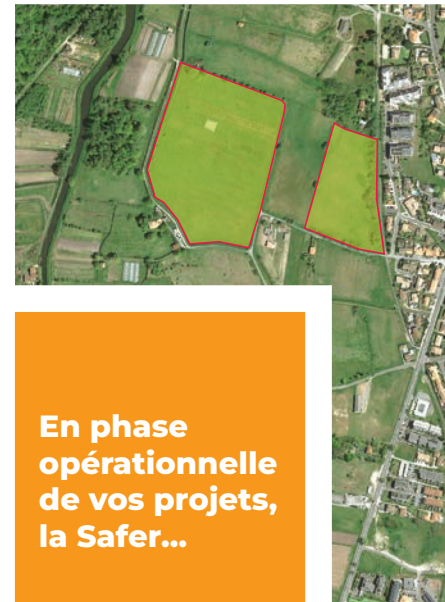 En phase
opérationnelle
de vos projets,
la Safer...